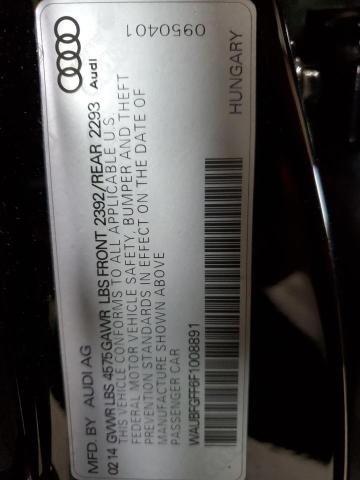 MFD. BY AUDI AG
0214 GVWR LBS 4575 GAWR LBS FRONT 2392/REAR 2293
THIS VEHICLE CONFORMS TO ALL APPLICABLE U.S.
FEDERAL MOTOR VEHICLE SAFETY, BUMPER AND THEFT
PREVENTION STANDARDS IN EFFECT ON THE DATE OF
MANUFACTURE SHOWN ABOVE
PASSENGER CAR
WAUBFGFF6F1008891
Audi
0950401
HUNGARY